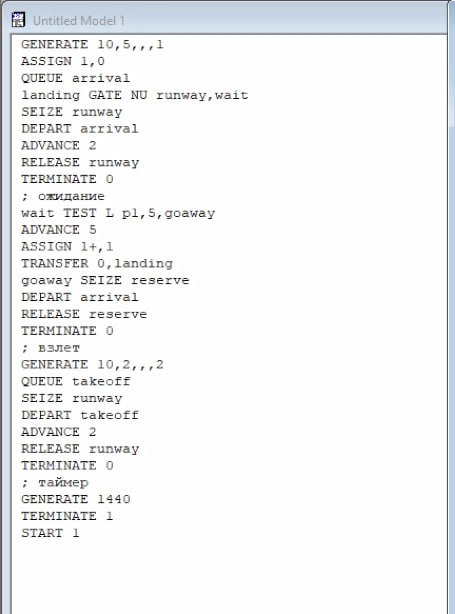 Untitled Model 1
GENERATE 10,5,,,1
ASSIGN 1,0
QUEUE arrival
landing GATE NU runway,wait
SEIZE runway
DEPART arrival
ADVANCE 2
RELEASE runway
TERMINATE 0
; ожидание
wait TEST L p1,5,goaway
ADVANCE 5
ASSIGN 1+,1
TRANSFER 0,landing
goaway SEIZE reserve
DEPART arrival
RELEASE reserve
TERMINATE 0
; взлет
GENERATE 10,2,,,2
QUEUE takeoff
SEIZE runway
DEPART takeoff
ADVANCE 2
RELEASE runway
TERMINATE 0
; таймер
GENERATE 1440
TERMINATE 1
START 1